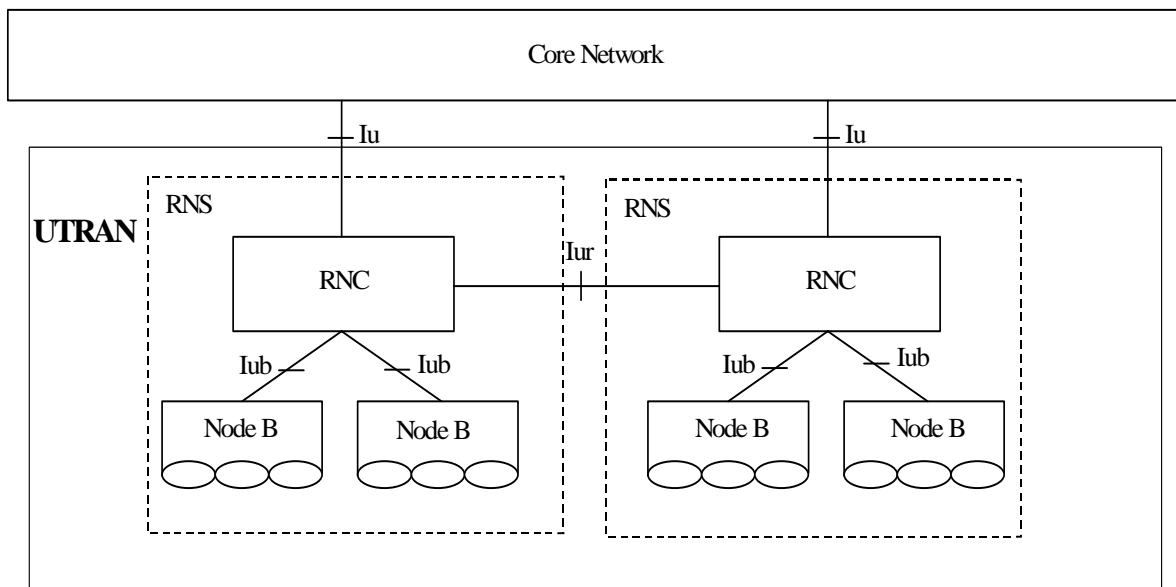 Core Network
Iu
Iu
RNS
RNS
UTRAN
Iur
RNC
RNC
Iub
Iub
Iub
Iub
Node B
Node B
Node B
Node B